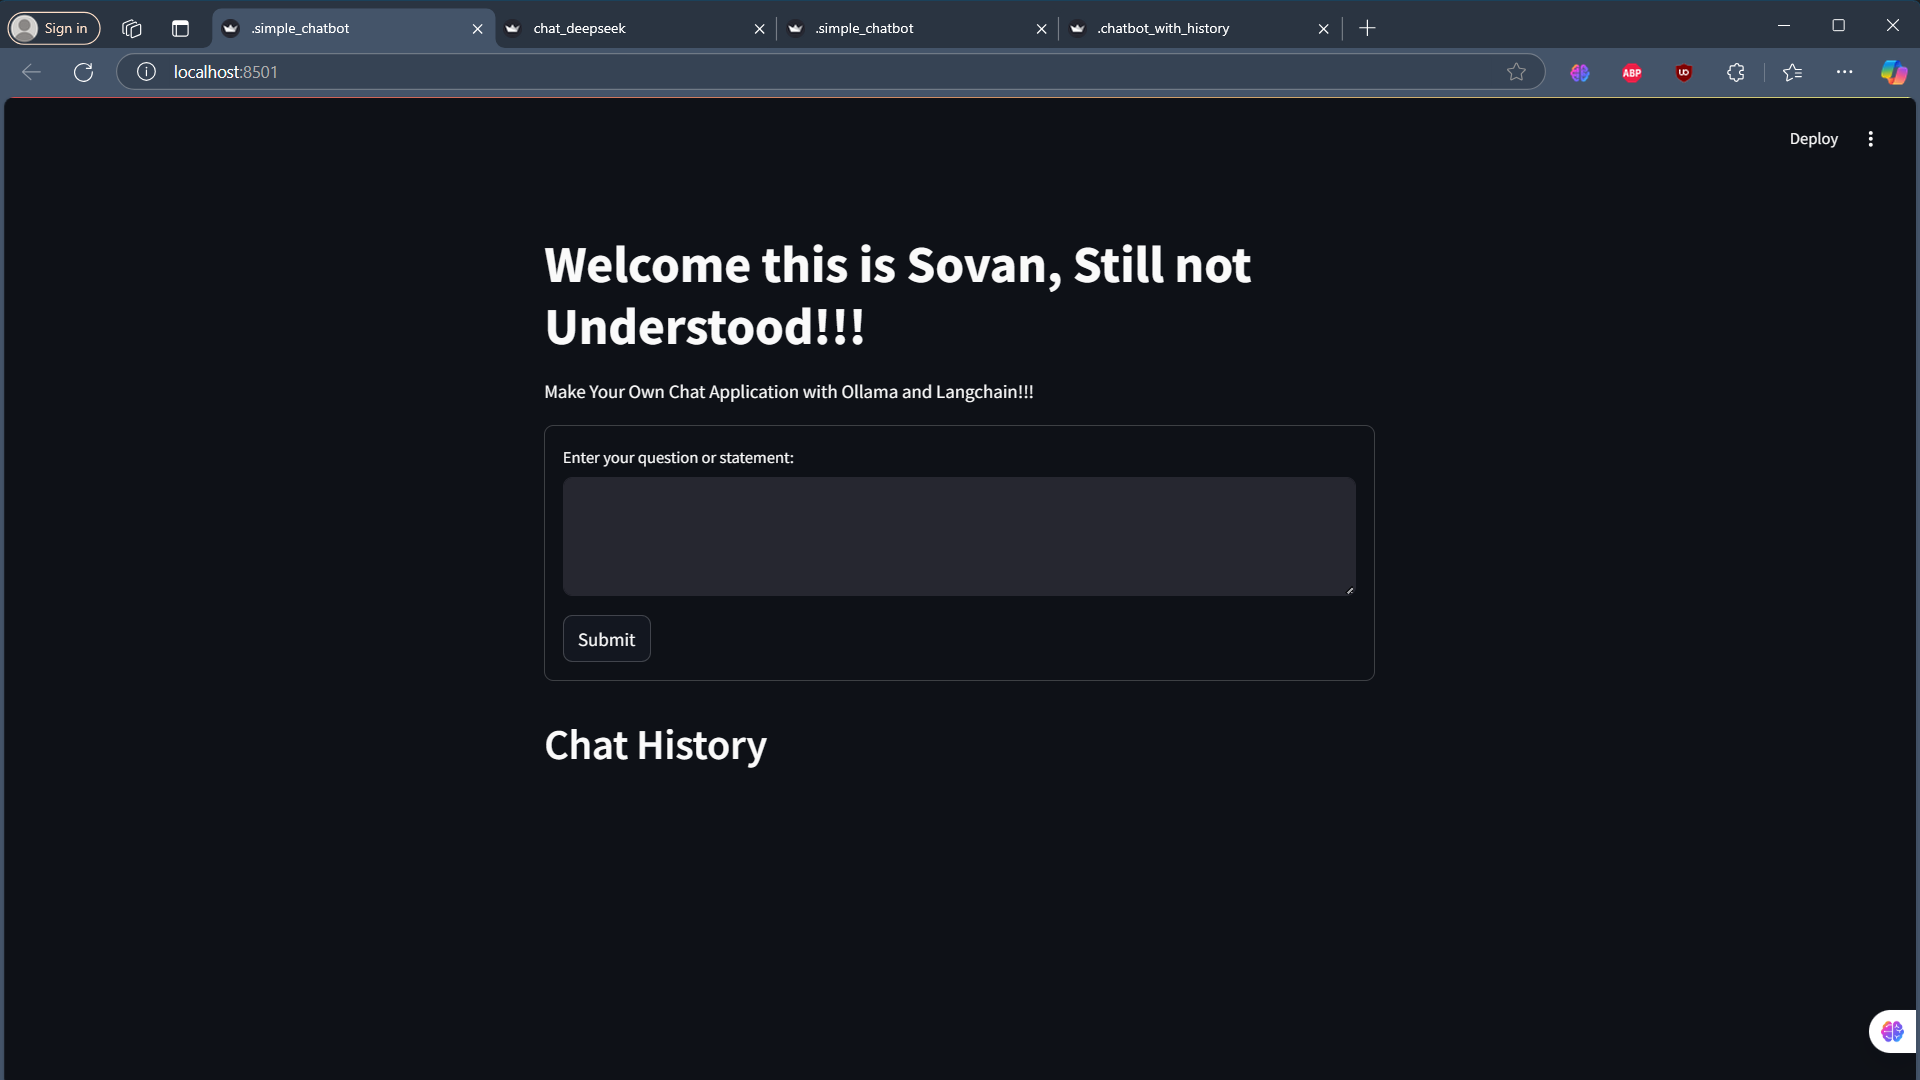 Sign in
.simple_chatbot
chat_deepseek
.simple_chatbot
.chatbot_with_history
localhost:8501
ABP
UO
Deploy
Welcome this is Sovan, Still not
Understood!!!
Make Your Own Chat Application with Ollama and Langchain!!!
Enter your question or statement:
Submit
Chat History